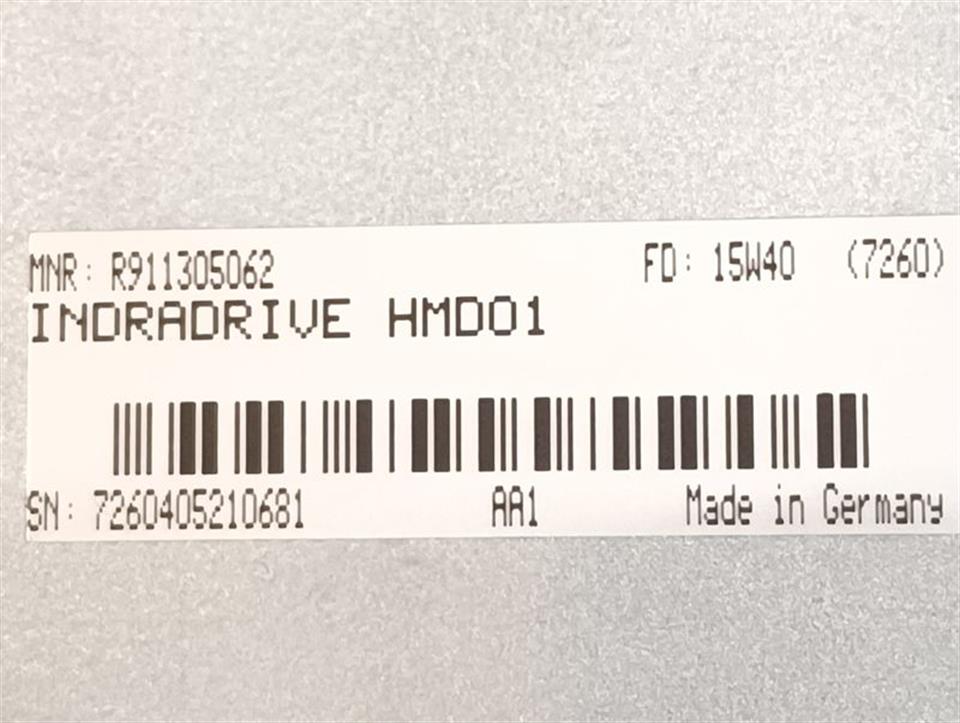 MNR: R911305062 FD: 15W40 (7260)
INDRADRIVE HMD01
SN: 7260405210681 AA1 Made in Germany